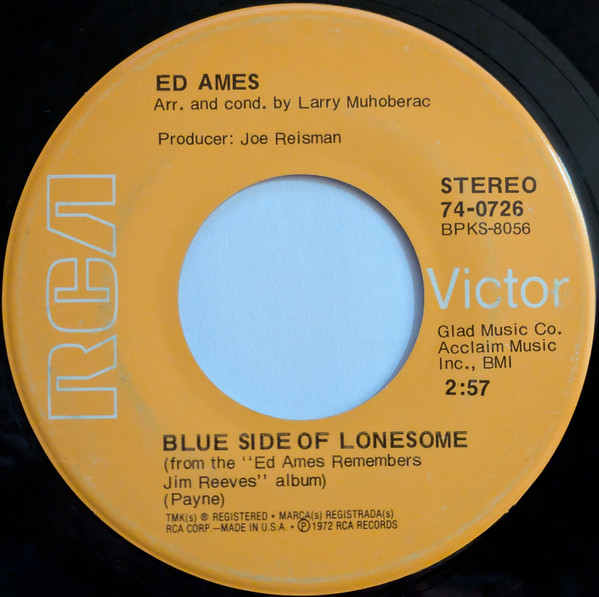 ED AMES
Arr. and cond. by Larry Muhoberac
Producer: Joe Reisman
RCA
STEREO
74-0726
BPKS-8056
Victor
Glad Music Co.
Acclaim Music
Inc., BMI
2:57
BLUE SIDE OF LONESOME
(from the "Ed Ames Remembers
Jim Reeves" album)
(Payne)
TMK(s) ® REGISTERED • MARCA(s) REGISTRADA(s)
RCA CORP.—MADE IN U.S.A. • ℗ 1972 RCA RECORDS